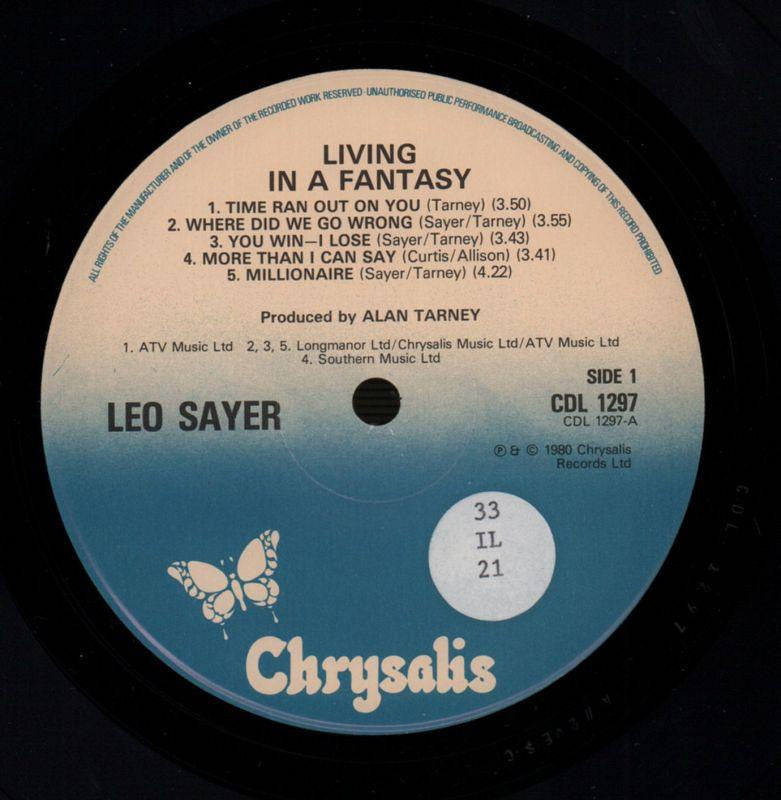 ALL RIGHTS OF THE MANUFACTURER AND OF THE OWNER OF THE RECORDED WORK RESERVED · UNAUTHORISED PUBLIC PERFORMANCE BROADCASTING AND COPYING OF THIS RECORD PROHIBITED
LIVING
IN A FANTASY
1. TIME RAN OUT ON YOU (Tarney) (3.50)
2. WHERE DID WE GO WRONG (Sayer/Tarney) (3.55)
3. YOU WIN—I LOSE (Sayer/Tarney) (3.43)
4. MORE THAN I CAN SAY (Curtis/Allison) (3.41)
5. MILLIONAIRE (Sayer/Tarney) (4.22)
Produced by ALAN TARNEY
1. ATV Music Ltd 2, 3, 5. Longmanor Ltd/Chrysalis Music Ltd/ATV Music Ltd
4. Southern Music Ltd
SIDE 1
LEO SAYER
CDL 1297
CDL 1297-A
℗ & © 1980 Chrysalis
Records Ltd
33
IL
21
Chrysalis
CDL 1297